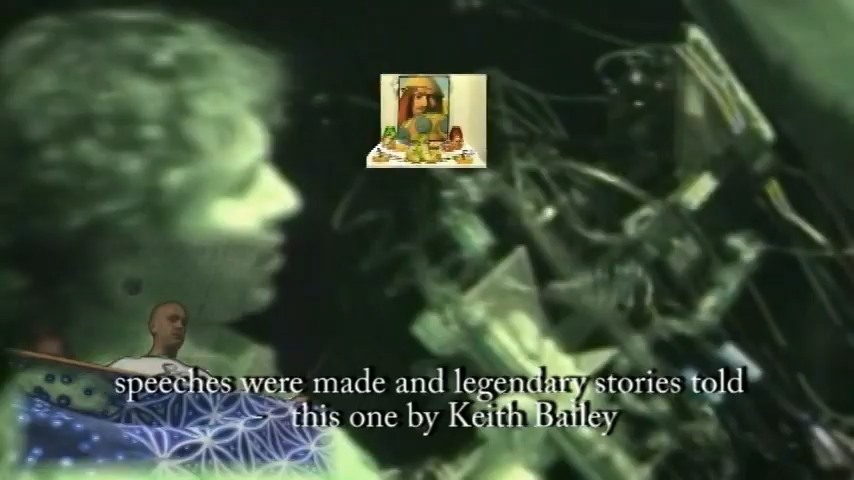 speeches were made and legendary stories told
this one by Keith Bailey